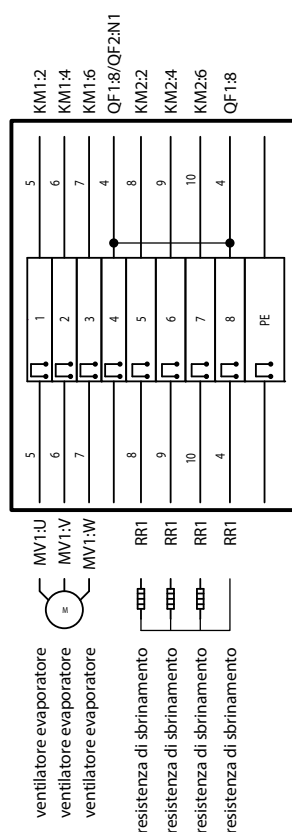 KM1:2
KM1:4
KM1:6
QF1:8/QF2:N1
KM2:2
KM2:4
KM2:6
QF1:8
5
6
7
4
8
9
10
4
1
2
3
4
5
6
7
8
PE
5
6
7
8
9
10
4
MV1:U
MV1:V
MV1:W
RR1
RR1
RR1
RR1
M
ventilatore evaporatore
ventilatore evaporatore
ventilatore evaporatore
resistenza di sbrinamento
resistenza di sbrinamento
resistenza di sbrinamento
resistenza di sbrinamento